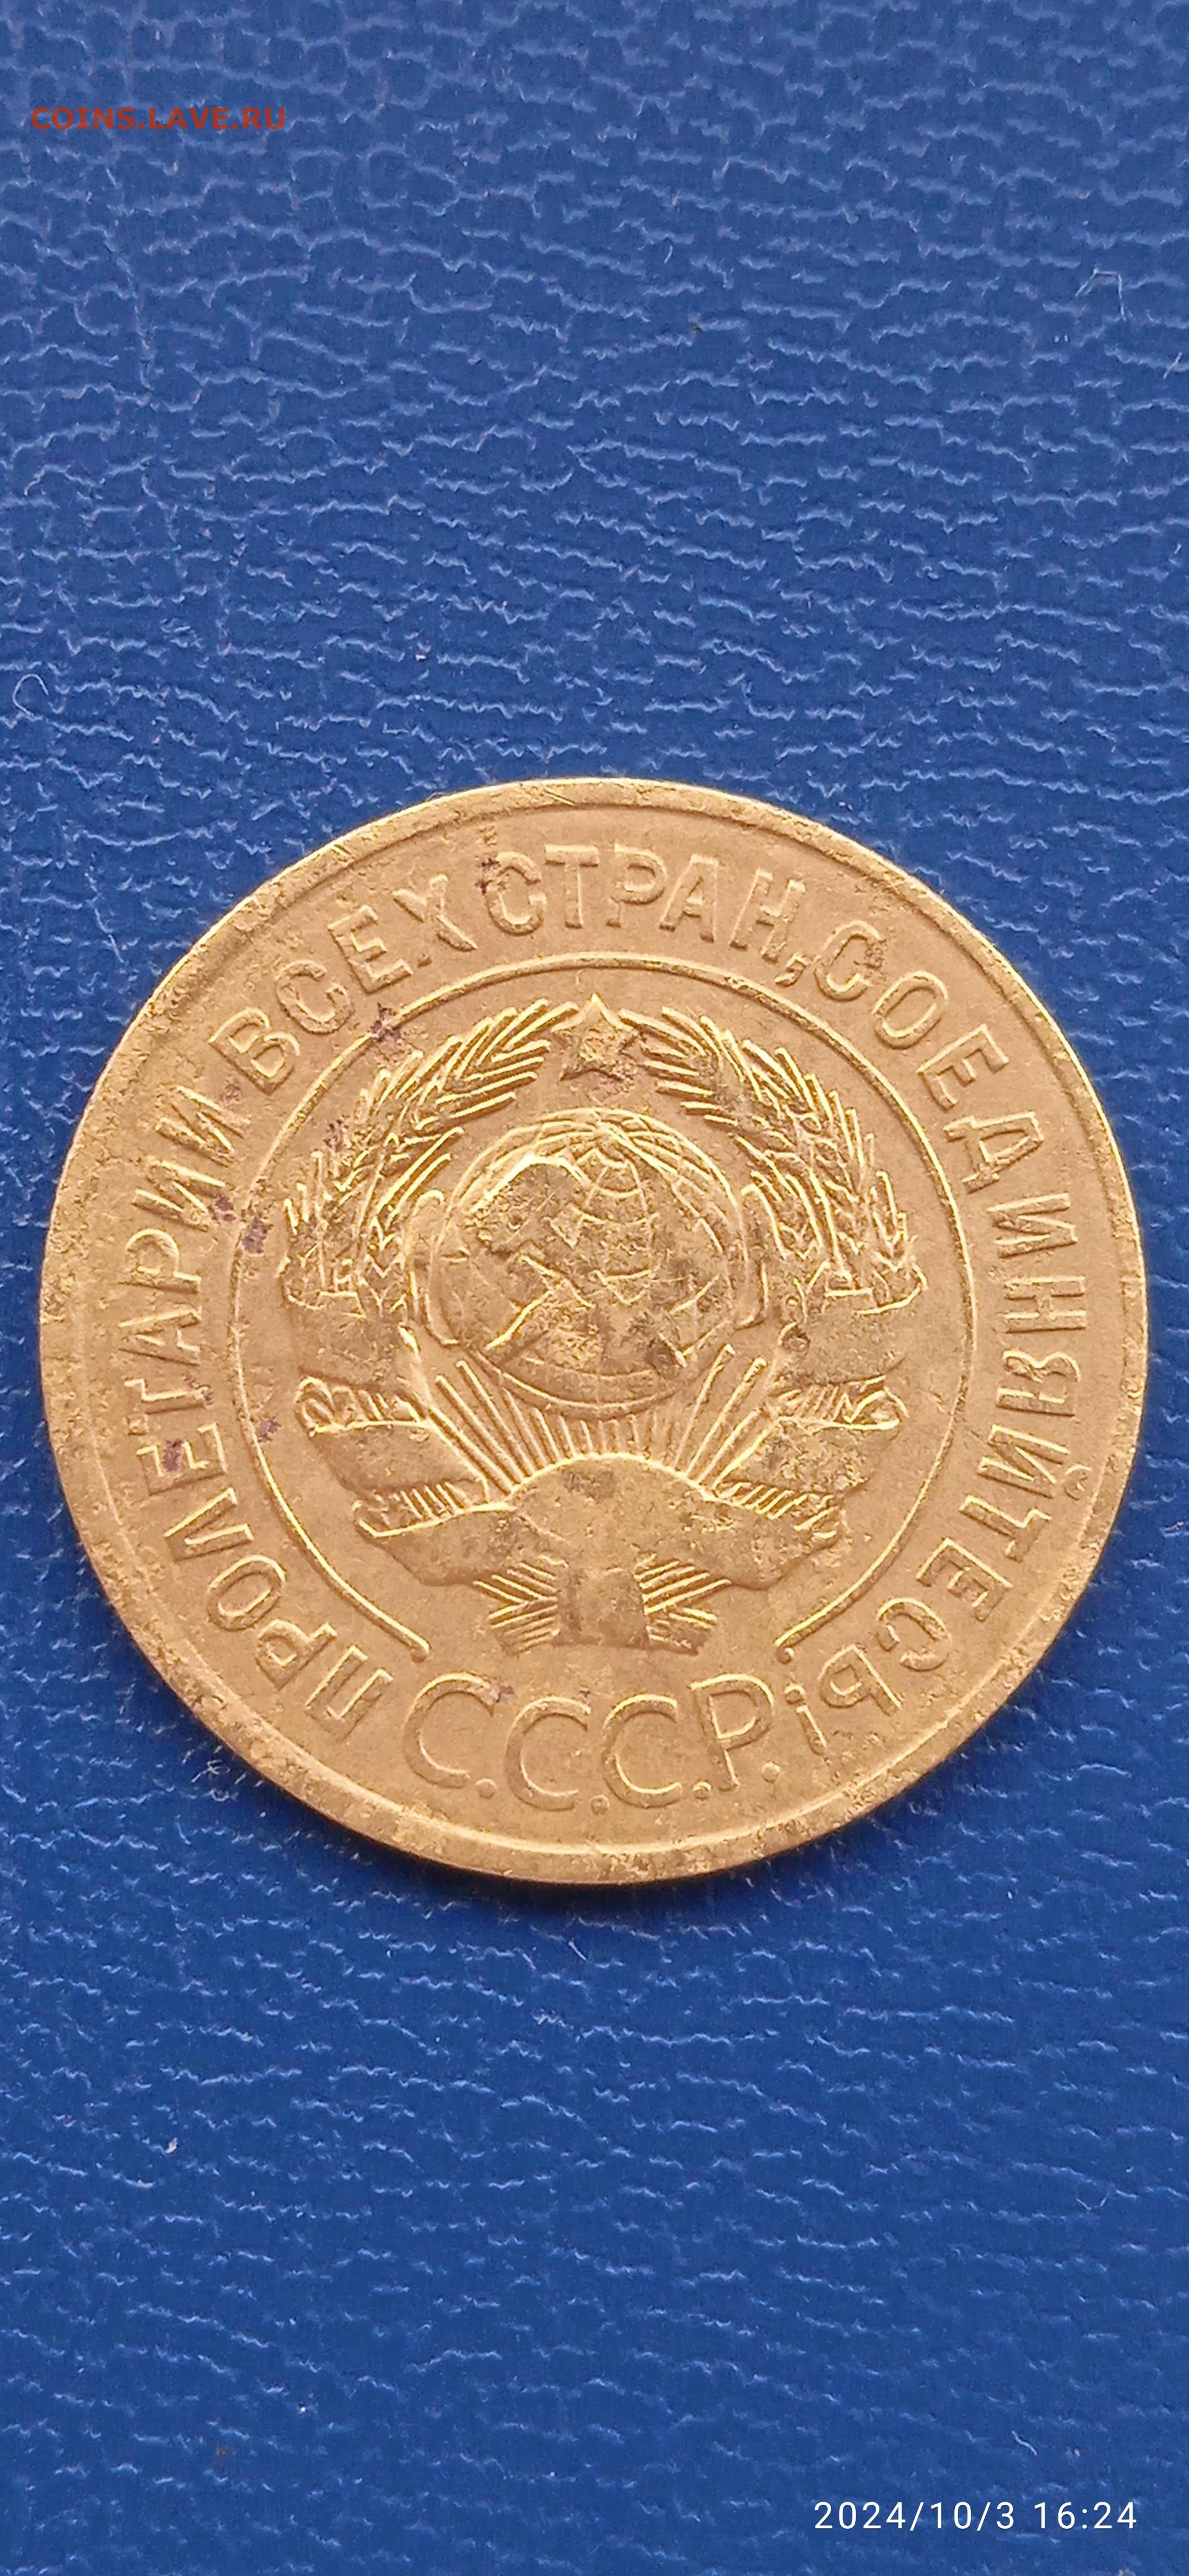 COINS.LAVE.RU
ПРОЛЕТАРИИ ВСЕХ СТРАН, СОЕДИНЯЙТЕСЬ!
С.С.С.Р.
2024/10/3 16:24